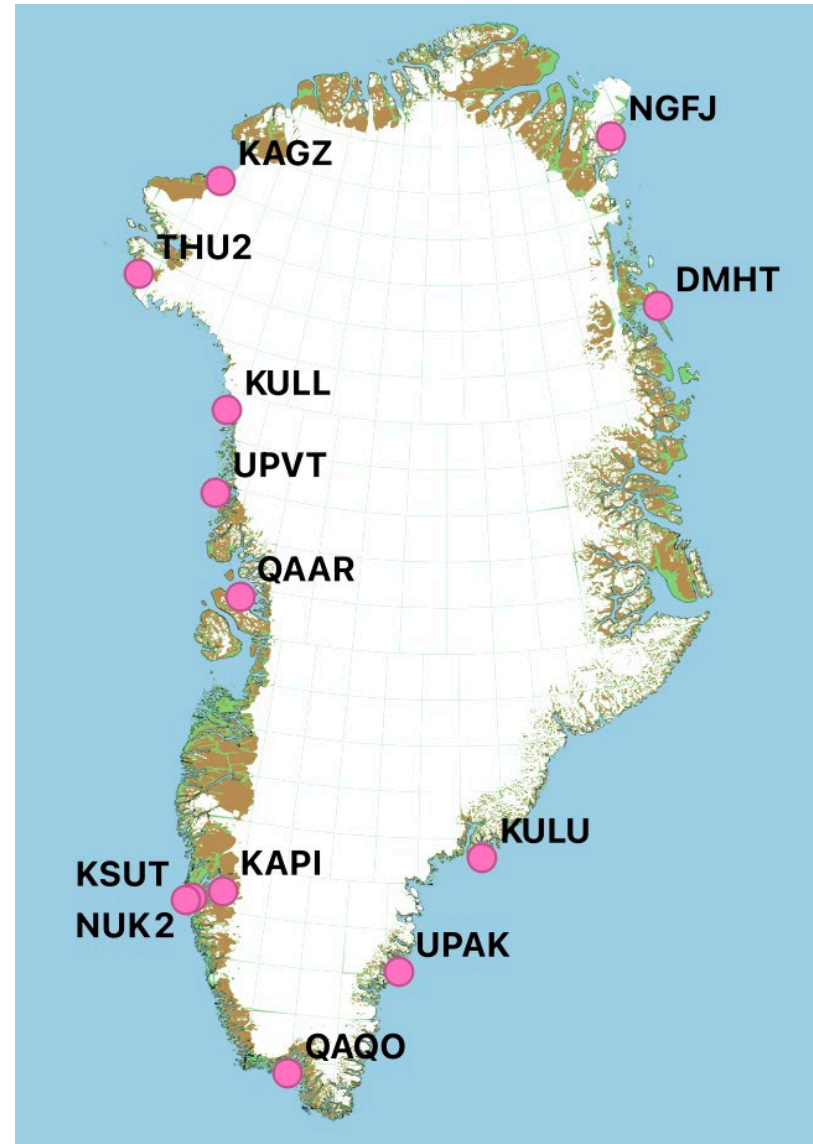 NGFJ
KAGZ
THU2
DMHT
KULL
UPVT
QAAR
KULU
KSUT
KAPI
NUK2
UPAK
QAQO